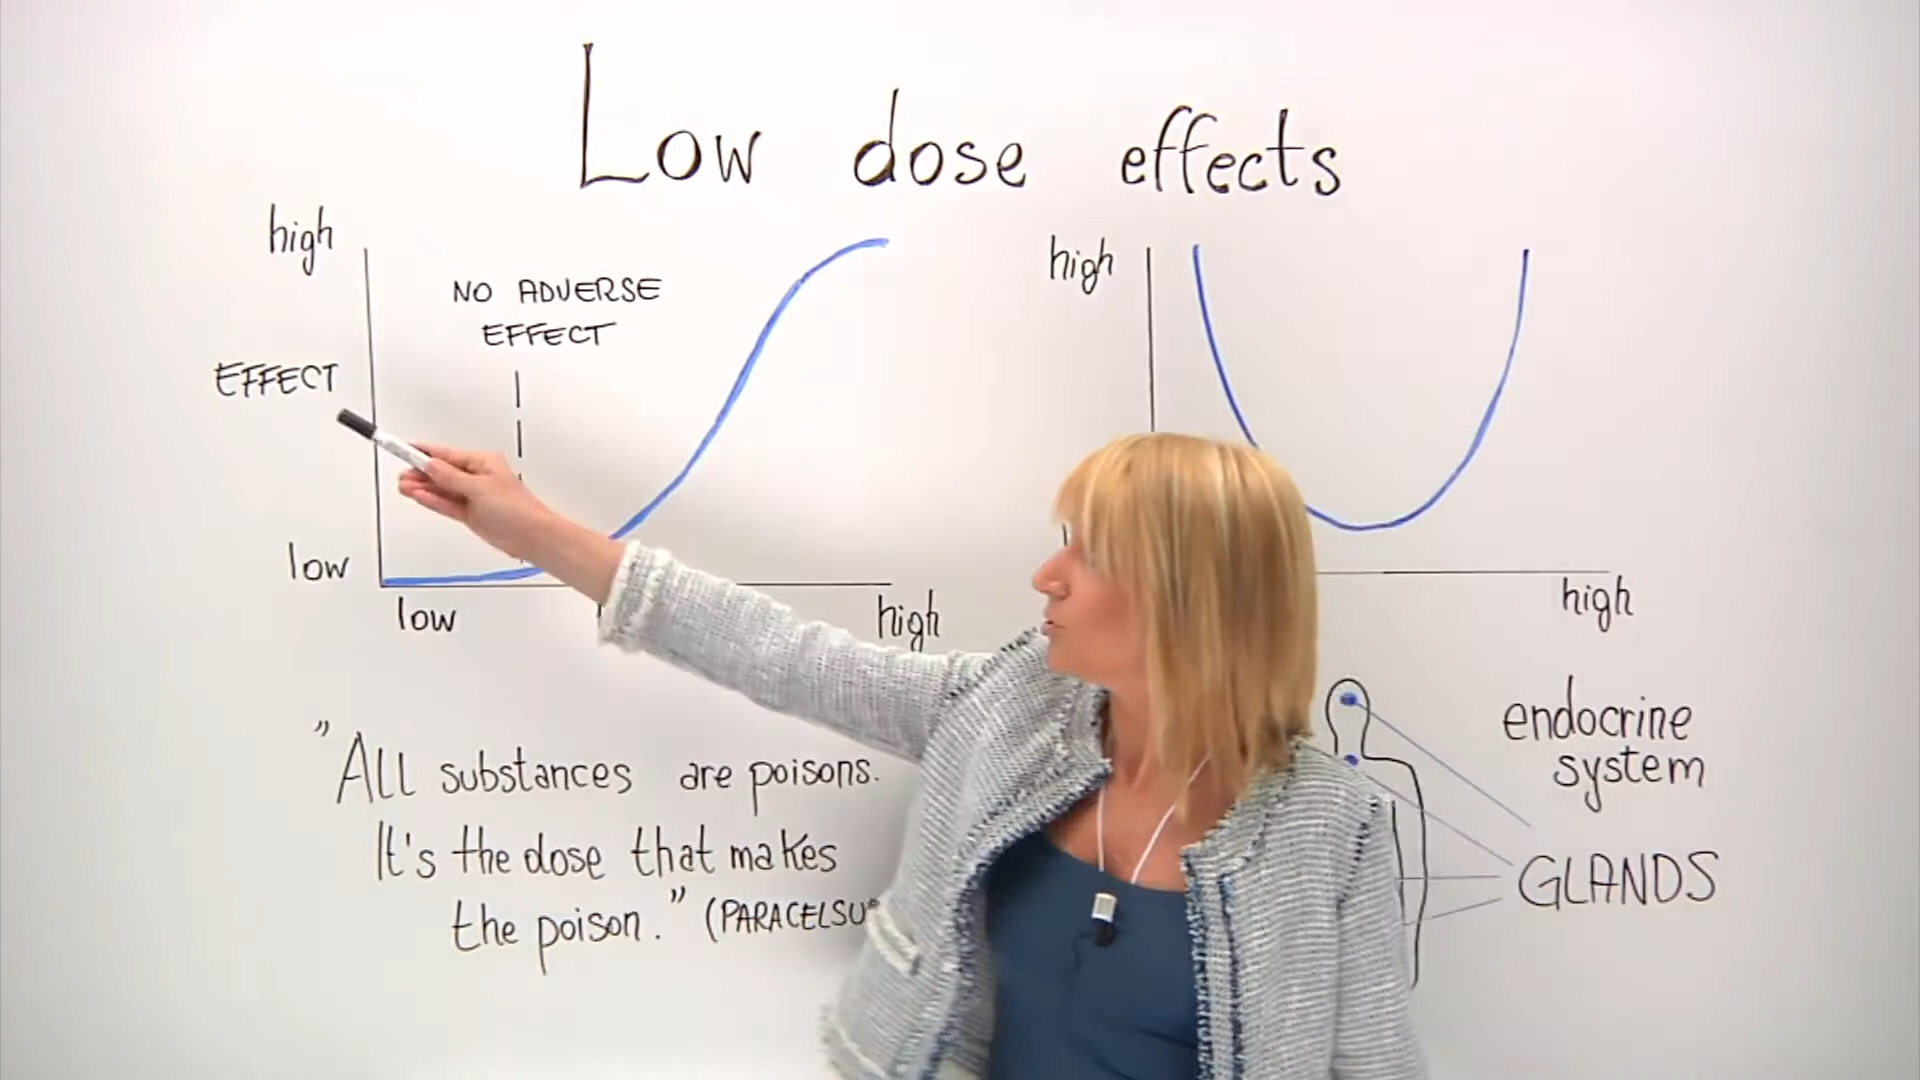 Low dose effects
high
NO ADVERSE
EFFECT
EFFECT
low
low
high
high
high
"All substances are poisons.
It's the dose that makes
the poison." (PARACELSUS
endocrine
system
GLANDS